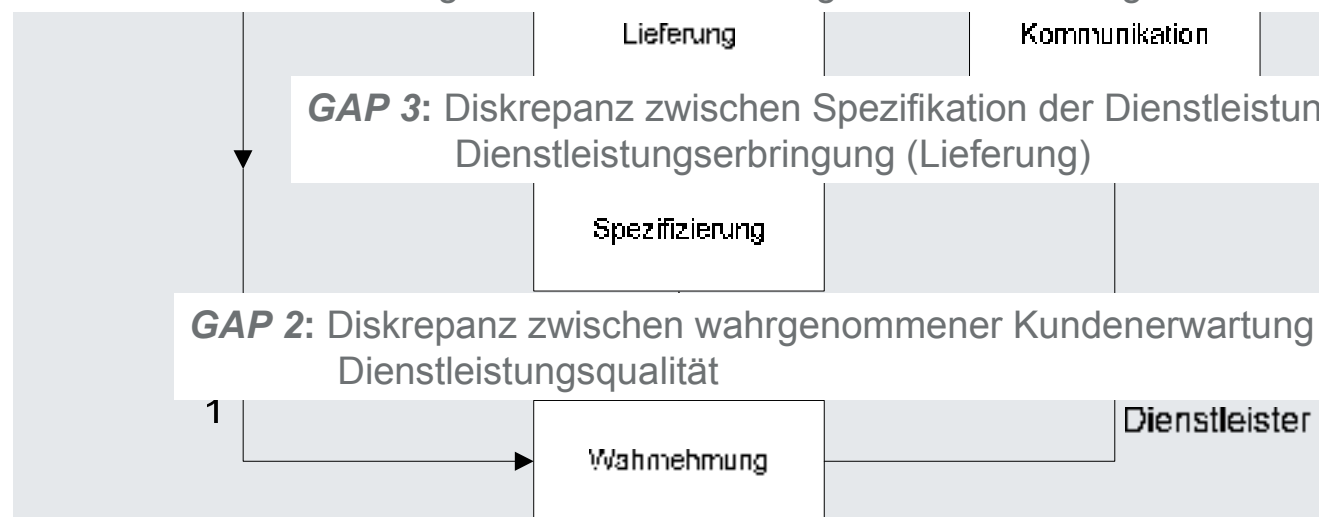 Lieferung
Kommunikation
GAP 3: Diskrepanz zwischen Spezifikation der
Dienstleistungserbringung (Lieferung)
Spezifizierung
GAP 2: Diskrepanz zwischen wahrgenommener Kundenerwartung
Dienstleistungsqualität
1
Dienstleister
Wahrnehmung